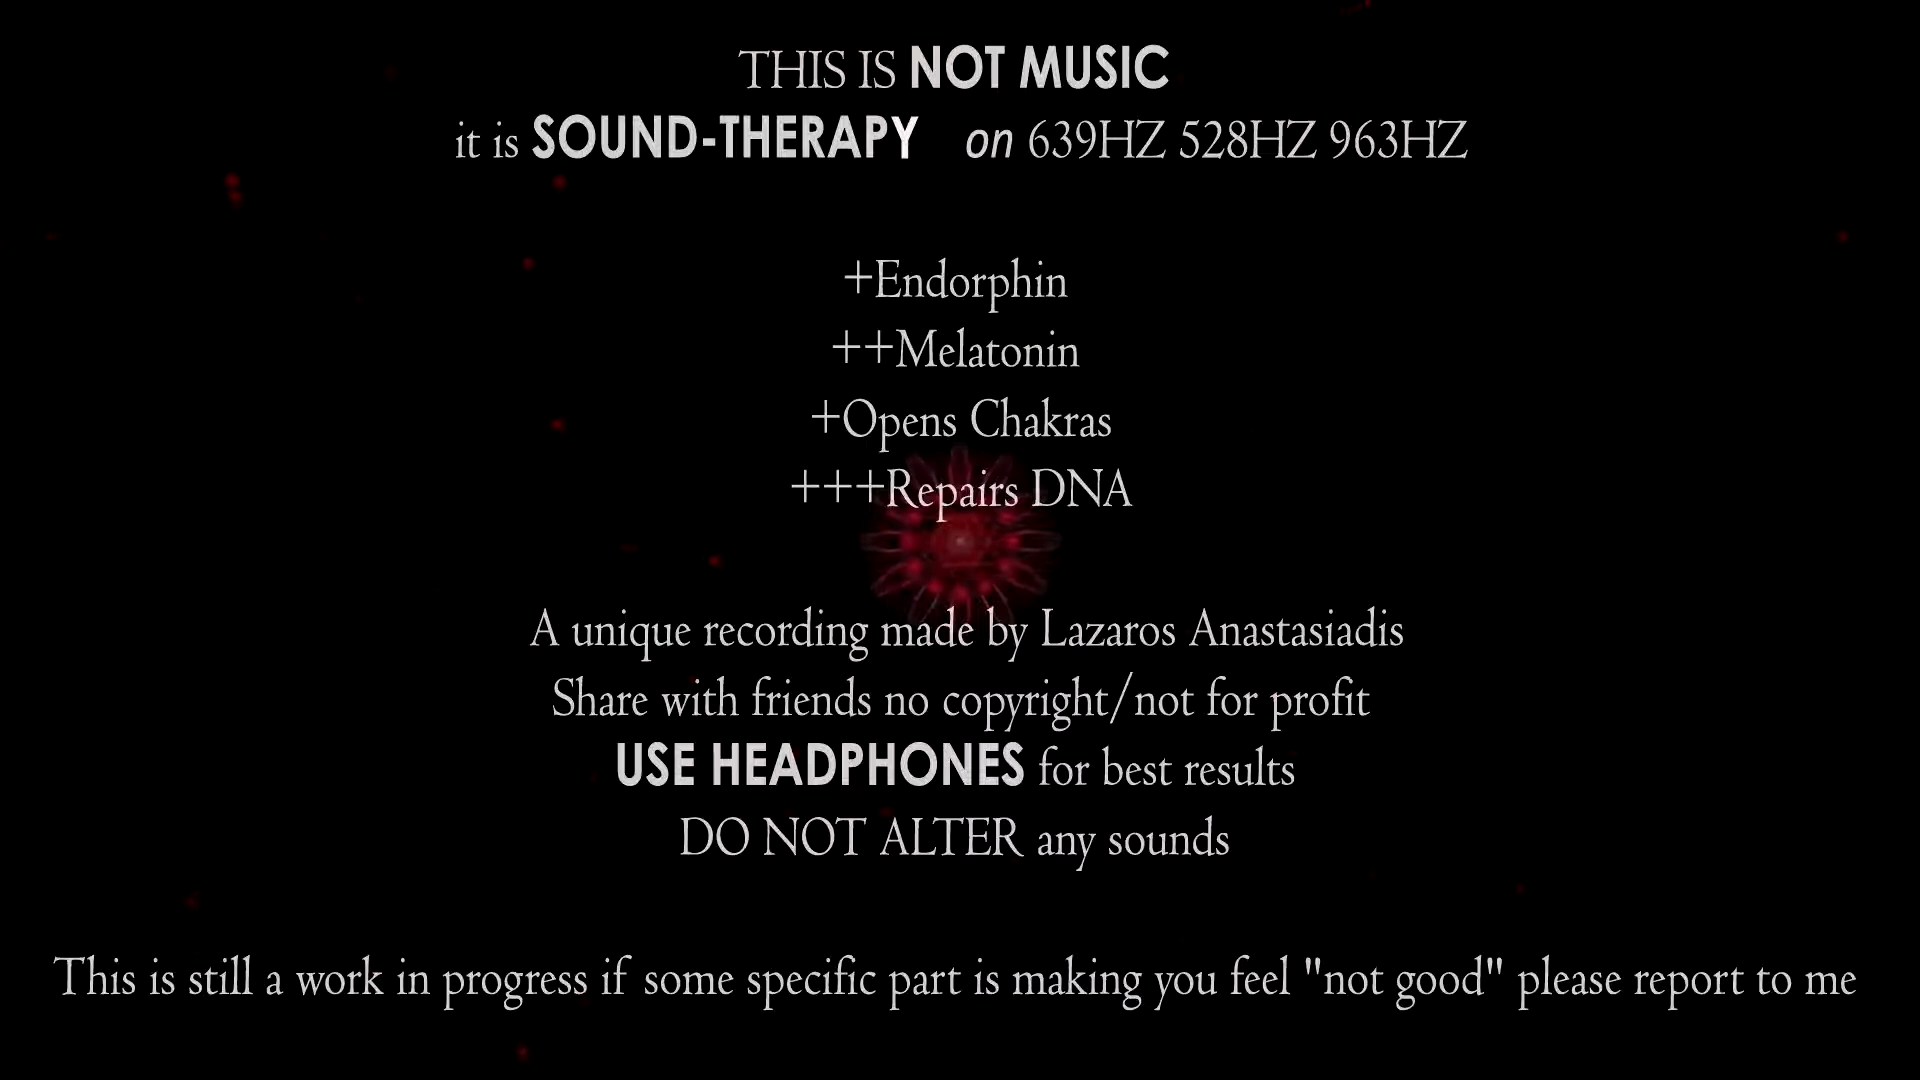 THIS IS NOT MUSIC
it is SOUND-THERAPY on 639HZ 528HZ 963HZ
+Endorphin
++Melatonin
+Opens Chakras
+++Repairs DNA
A unique recording made by Lazaros Anastasiadis
Share with friends no copyright/not for profit
USE HEADPHONES for best results
DO NOT ALTER any sounds
This is still a work in progress if some specific part is making you feel "not good" please report to me